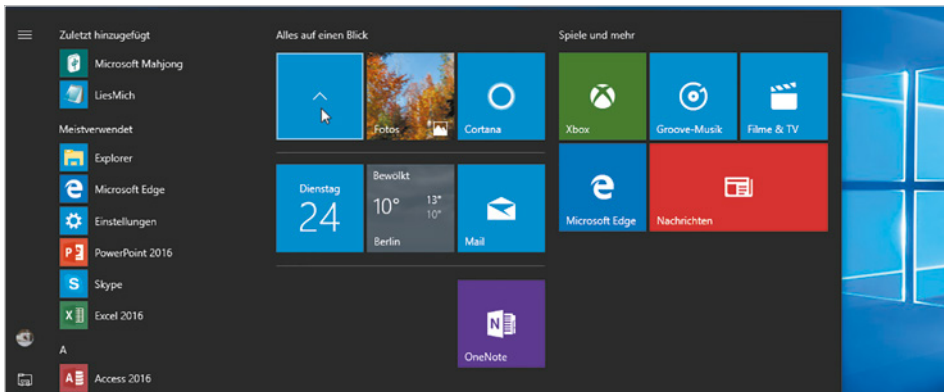 Zuletzt hinzugefügt
Microsoft Mahjong
LiesMich
Meistverwendet
Explorer
Microsoft Edge
Einstellungen
PowerPoint 2016
Skype
Excel 2016
A
Access 2016
Alles auf einen Blick
Fotos
Cortana
Dienstag
24
Bewölkt
10° 13°
10°
Berlin
Mail
OneNote
Spiele und mehr
Xbox
Groove-Musik
Filme & TV
Microsoft Edge
Nachrichten